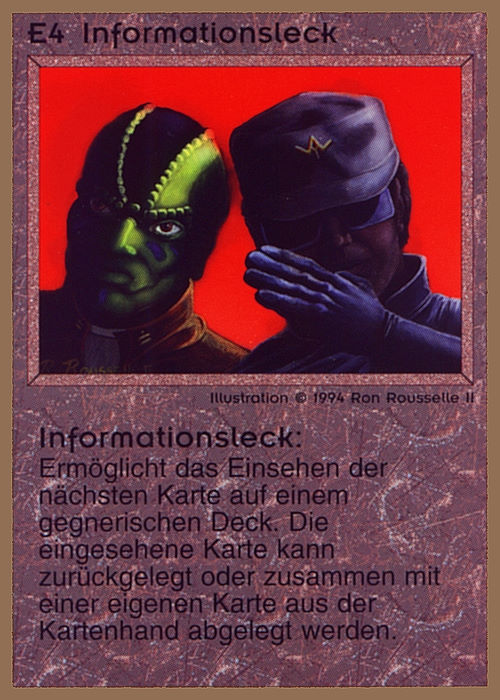 E4 Informationsleck
Illustration © 1994 Ron Rousselle II
Informationsleck:
Ermöglicht das Einsehen der
nächsten Karte auf einem
gegnerischen Deck. Die
eingesehene Karte kann
zurückgelegt oder zusammen mit
einer eigenen Karte aus der
Kartenhand abgelegt werden.